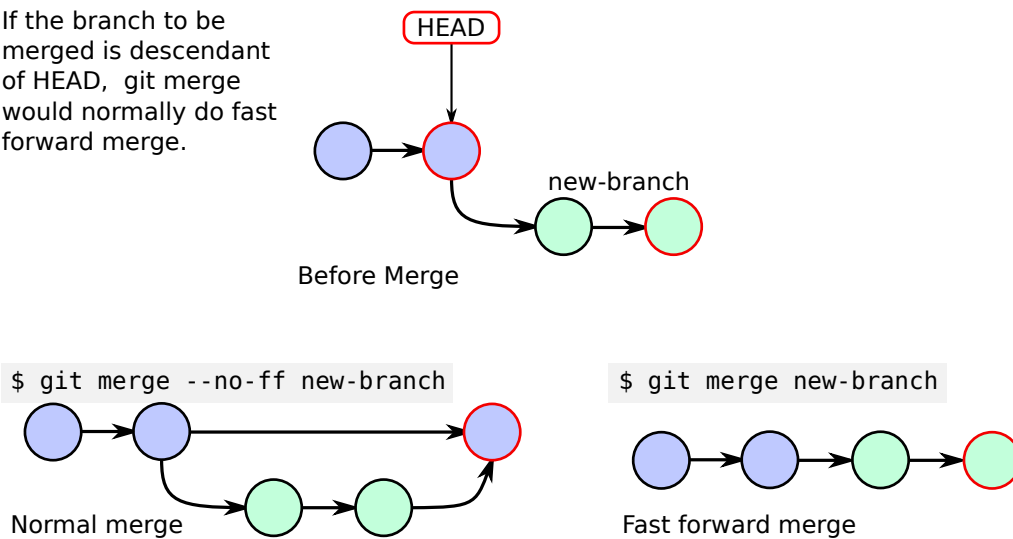 If the branch to be
merged is descendant
of HEAD,  git merge
would normally do fast
forward merge.
HEAD
new-branch
Before Merge
$ git merge --no-ff new-branch
Normal merge
$ git merge new-branch
Fast forward merge